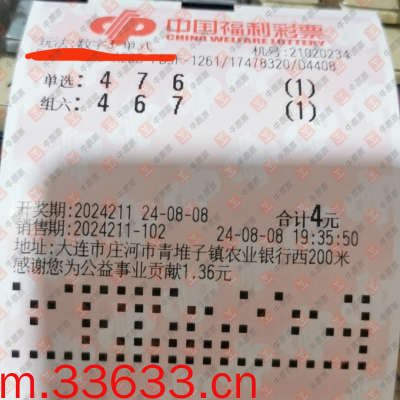 中国福利彩票
CHINA WELFARE LOTTERY
机号:21020234
-1261/174/8320/04408
单选: 4 7 6 (1)
组六: 4 6 7 (1)
开奖期:2024211 24-08-08 合计4元
销售期:2024211-102 24-08-08 19:35:50
地址:大连市庄河市青堆子镇农业银行西200米
感谢您为公益事业贡献1.36元
m.33633.cn